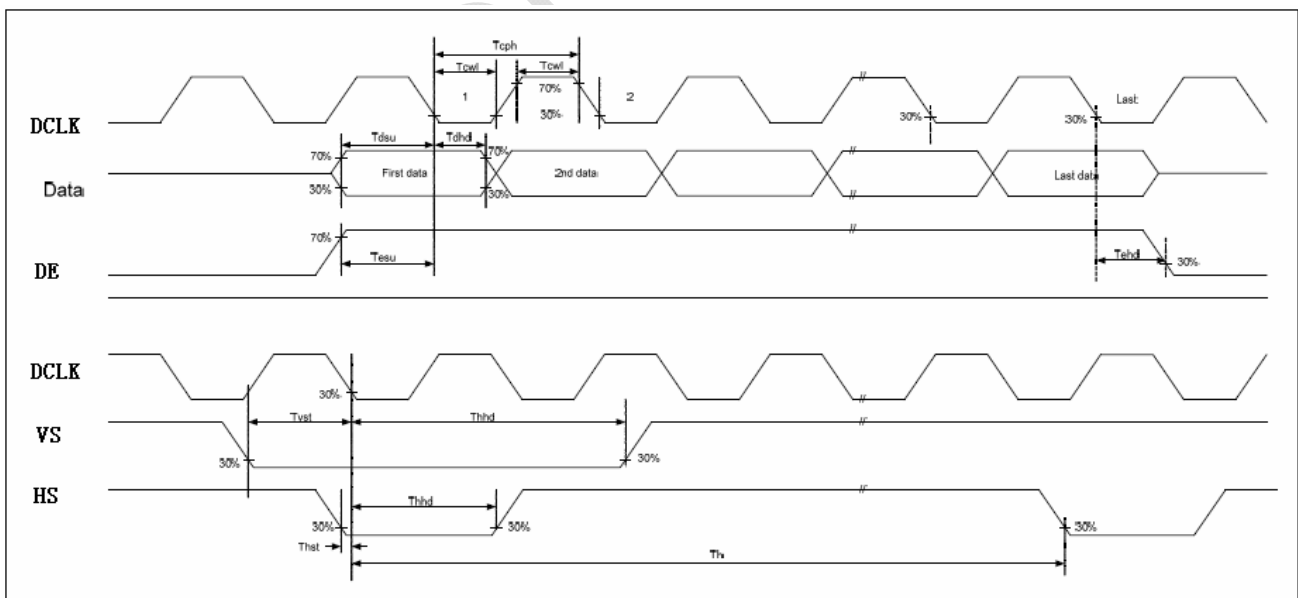 Tcph
Tcwl Tcwl
1 70% 2 Last
30% 30% 30%
DCLK
Tdsu Tdhd
70% 70%
First data 2nd data Last data
Data
30% 30%
70%
Tesu Tehd
DE 30%
DCLK
30%
Tvst Thhd
VS
30% 30%
HS
Thhd
30% 30% 30%
Thst Th